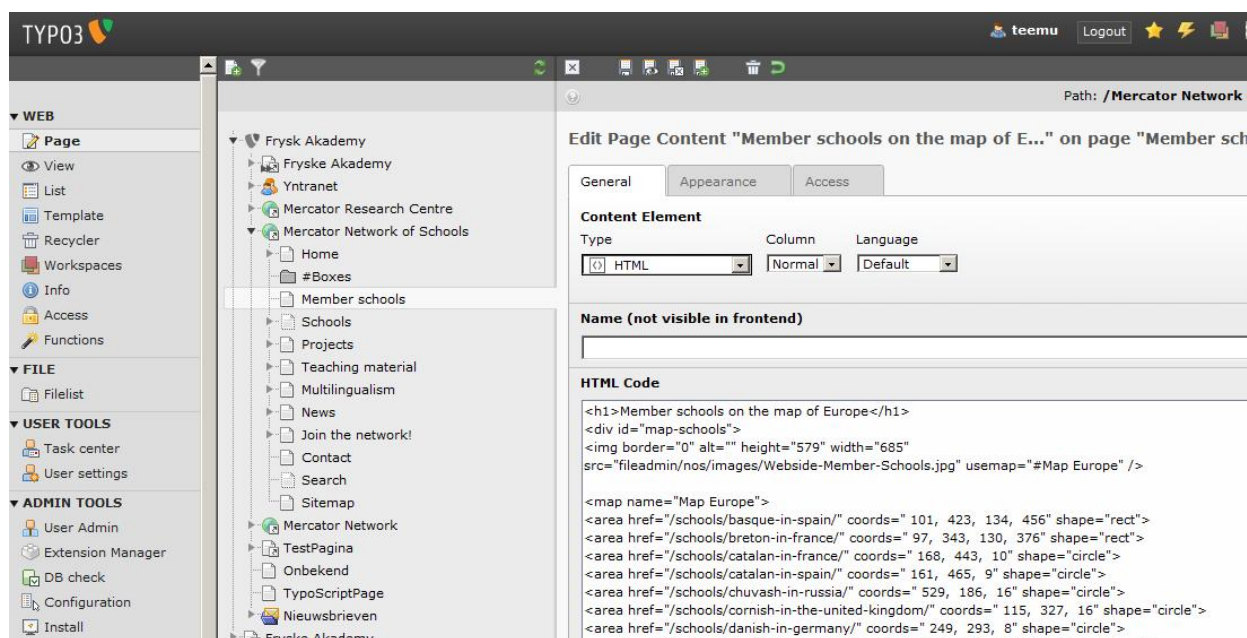 TYPO3
teemu Logout
Path: /Mercator Network
WEB
Page
View
List
Template
Recycler
Workspaces
Info
Access
Functions
FILE
Filelist
USER TOOLS
Task center
User settings
ADMIN TOOLS
User Admin
Extension Manager
DB check
Configuration
Install
Frysk Akademy
Fryske Akademy
Yntranet
Mercator Research Centre
Mercator Network of Schools
Home
#Boxes
Member schools
Schools
Projects
Teaching material
Multilingualism
News
Join the network!
Contact
Search
Sitemap
Mercator Network
TestPagina
Onbekend
TypoScriptPage
Nieuwsbrieven
Fryske Akademy
Edit Page Content "Member schools on the map of E..." on page "Member sch
General Appearance Access
Content Element
Type Column Language
HTML Normal Default
Name (not visible in frontend)
HTML Code
<h1>Member schools on the map of Europe</h1>
<div id="map-schools">
<img border="0" alt="" height="579" width="685"
src="fileadmin/nos/images/Webside-Member-Schools.jpg" usemap="#Map Europe" />
<map name="Map Europe">
<area href="/schools/basque-in-spain/" coords=" 101, 423, 134, 456" shape="rect">
<area href="/schools/breton-in-france/" coords=" 97, 343, 130, 376" shape="rect">
<area href="/schools/catalan-in-france/" coords=" 168, 443, 10" shape="circle">
<area href="/schools/catalan-in-spain/" coords=" 161, 465, 9" shape="circle">
<area href="/schools/chuvash-in-russia/" coords=" 529, 186, 16" shape="circle">
<area href="/schools/cornish-in-the-united-kingdom/" coords=" 115, 327, 16" shape="circle">
<area href="/schools/danish-in-germany/" coords=" 249, 293, 8" shape="circle">